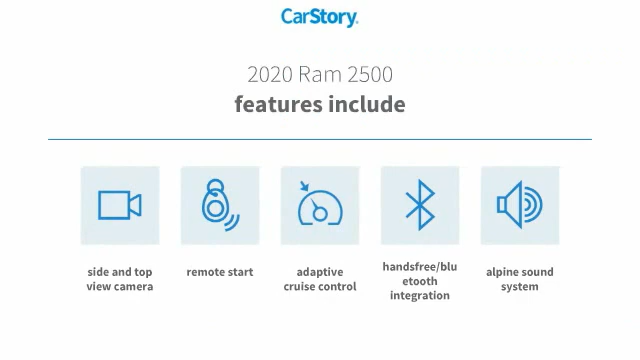 CarStory.
2020 Ram 2500
features include
side and top
view camera
remote start
adaptive
cruise control
handsfree/blu
etooth
integration
alpine sound
system